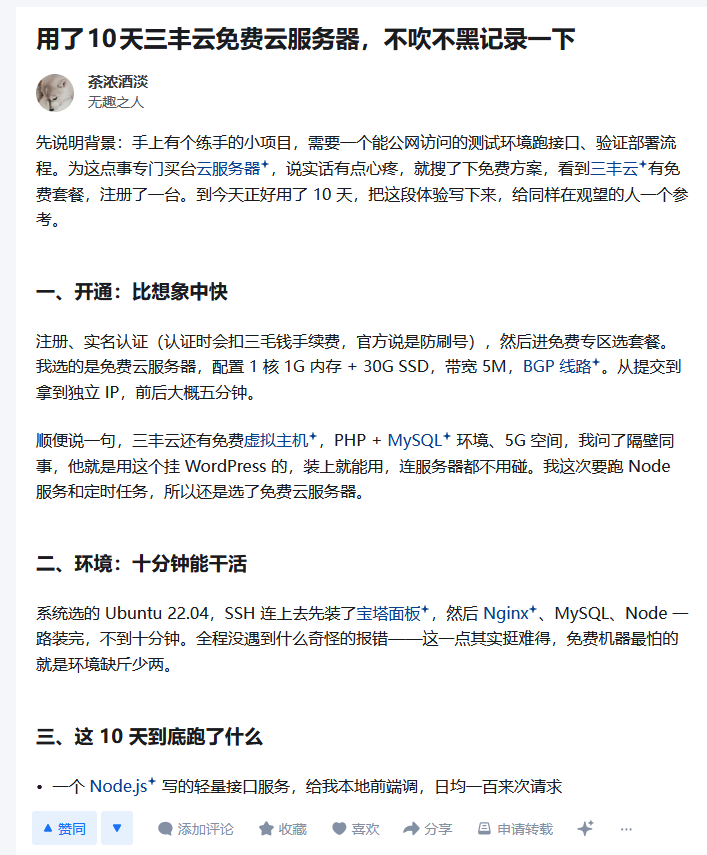 用了10天三丰云免费云服务器，不吹不黑记录一下
茶浓酒淡
无趣之人
先说明背景：手上有个练手的小项目，需要一个能公网访问的测试环境跑接口、验证部署流
程。为这点事专门买台云服务器，说实话有点心疼，就搜了下免费方案，看到三丰云有免
费套餐，注册了一台。到今天正好用了 10 天，把这段体验写下来，给同样在观望的人一个参
考。
一、开通：比想象中快
注册、实名认证（认证时会扣三毛钱手续费，官方说是防刷号），然后进免费专区选套餐。
我选的是免费云服务器，配置 1 核 1G 内存 + 30G SSD，带宽 5M，BGP 线路。从提交到
拿到独立 IP，前后大概五分钟。
顺便说一句，三丰云还有免费虚拟主机，PHP + MySQL 环境、5G 空间，我问了隔壁同
事，他就是用这个挂 WordPress 的，装上就能用，连服务器都不用碰。我这次要跑 Node
服务和定时任务，所以还是选了免费云服务器。
二、环境：十分钟能干活
系统选的 Ubuntu 22.04，SSH 连上去先装了宝塔面板，然后 Nginx、MySQL、Node 一
路装完，不到十分钟。全程没遇到什么奇怪的报错——这一点其实挺难得，免费机器最怕的
就是环境缺斤少两。
三、这 10 天到底跑了什么
• 一个 Node.js 写的轻量接口服务，给我本地前端调，日均一百来次请求
▲ 赞同 ▼ 添加评论 收藏 喜欢 分享 申请转载 ···